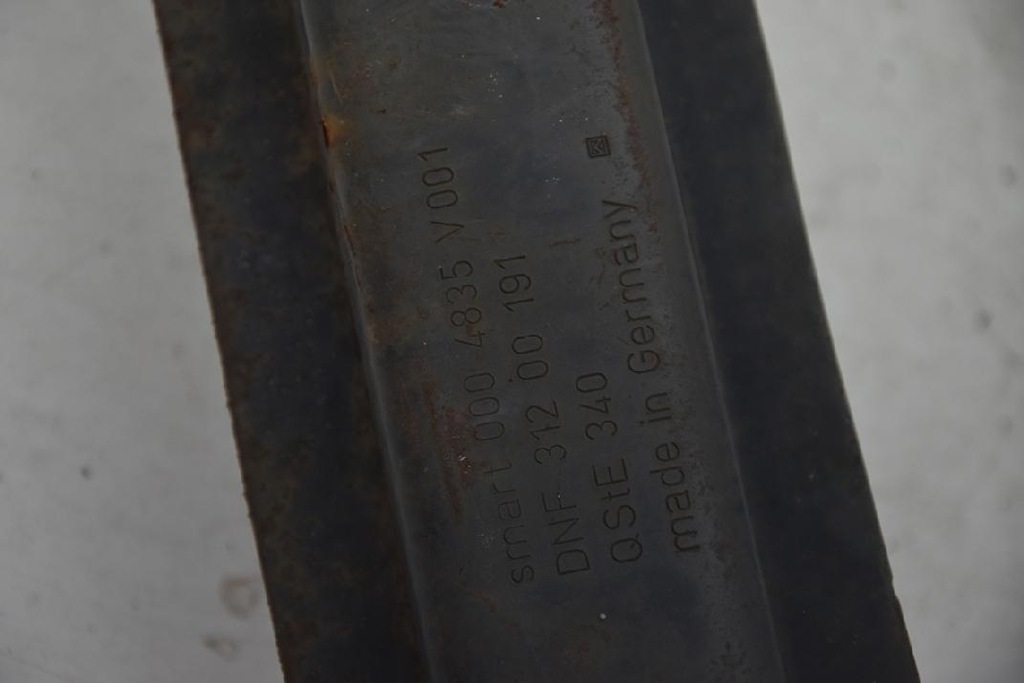 smart 000 4835 V001
DNF 312 00 191
QStE 340
made in Germany